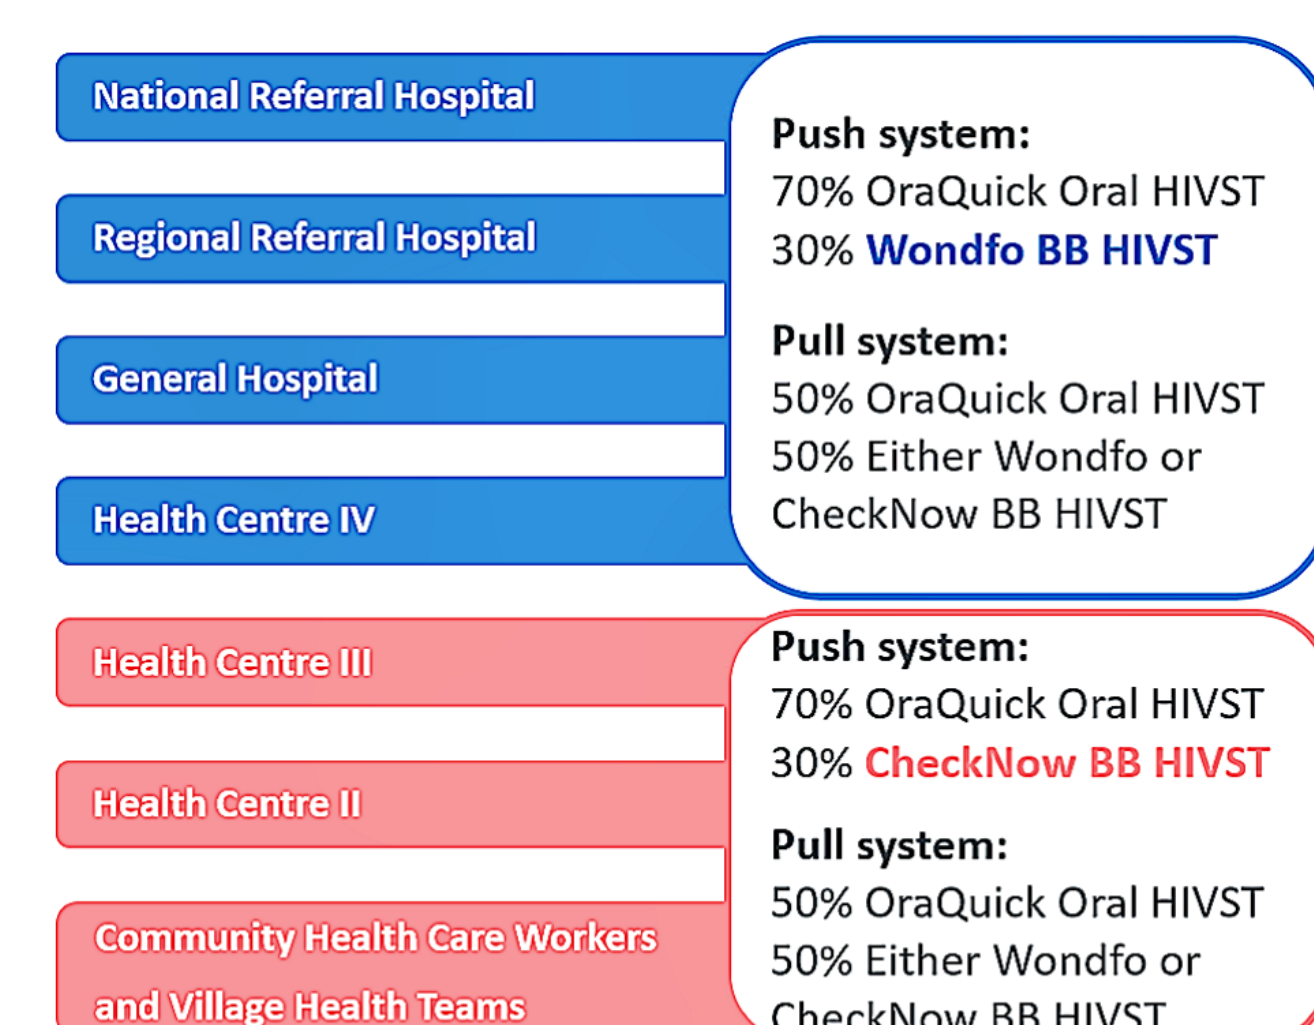 National Referral Hospital
Regional Referral Hospital
General Hospital
Health Centre IV
Push system:
70% OraQuick Oral HIVST
30% Wondfo BB HIVST
Pull system:
50% OraQuick Oral HIVST
50% Either Wondfo or
CheckNow BB HIVST
Health Centre III
Health Centre II
Community Health Care Workers
and Village Health Teams
Push system:
70% OraQuick Oral HIVST
30% CheckNow BB HIVST
Pull system:
50% OraQuick Oral HIVST
50% Either Wondfo or
CheckNow BB HIVST